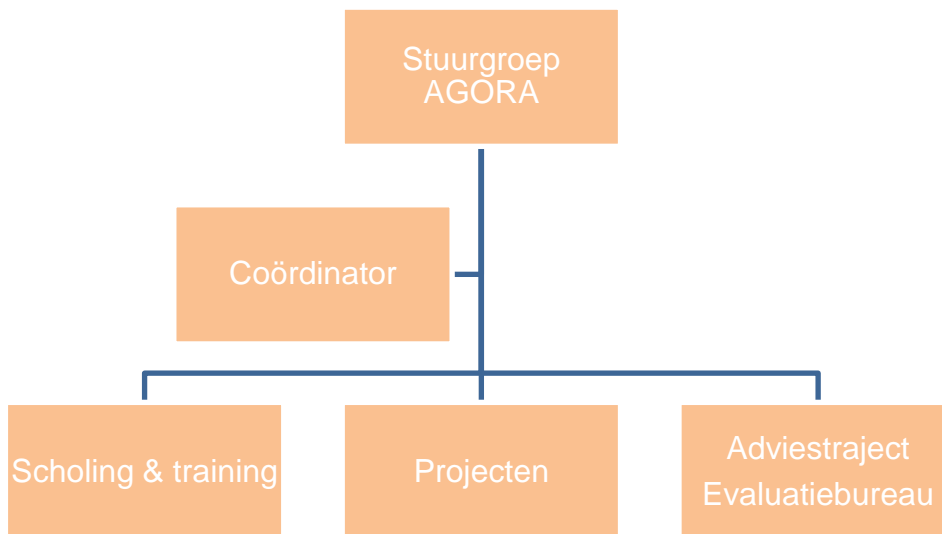 Stuurgroep
AGORA
Coördinator
Scholing & training
Projecten
Adviestraject
Evaluatiebureau